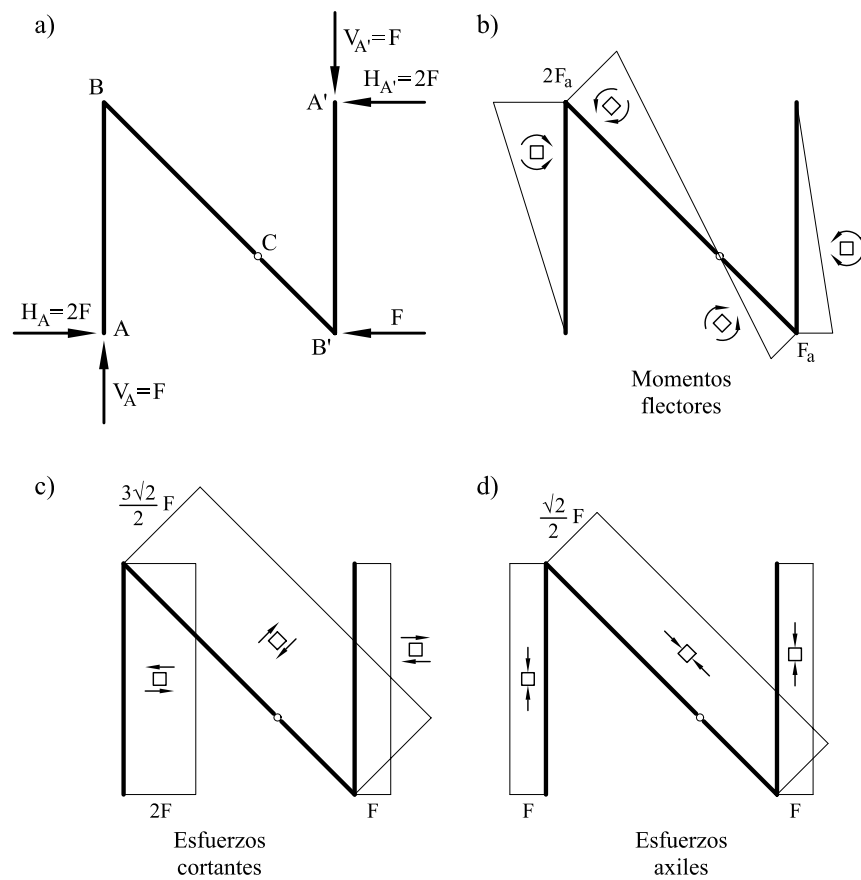 a)
V_A'=F
H_A'=2F
B
A'
C
H_A=2F
A
F
B'
V_A=F
b)
2F_a
F_a
Momentos
flectores
c)
3√2/2 F
2F
F
Esfuerzos
cortantes
d)
√2/2 F
F
F
Esfuerzos
axiles